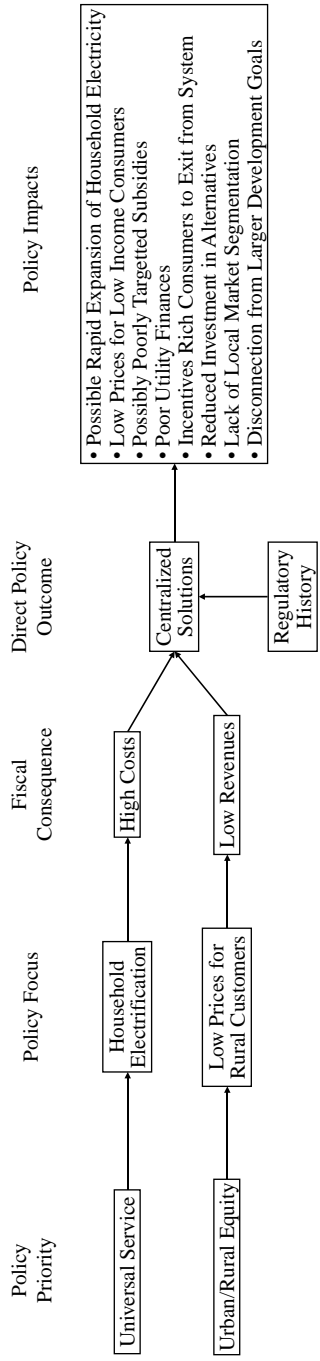 Policy
Priority
Policy Focus
Fiscal
Consequence
Direct Policy
Outcome
Policy Impacts
Universal Service
Household
Electrification
High Costs
Urban/Rural Equity
Low Prices for
Rural Customers
Low Revenues
Centralized
Solutions
Regulatory
History
• Possible Rapid Expansion of Household Electricity
• Low Prices for Low Income Consumers
• Possibly Poorly Targetted Subsidies
• Poor Utility Finances
• Incentives Rich Consumers to Exit from System
• Reduced Investment in Alternatives
• Lack of Local Market Segmentation
• Disconnection from Larger Development Goals